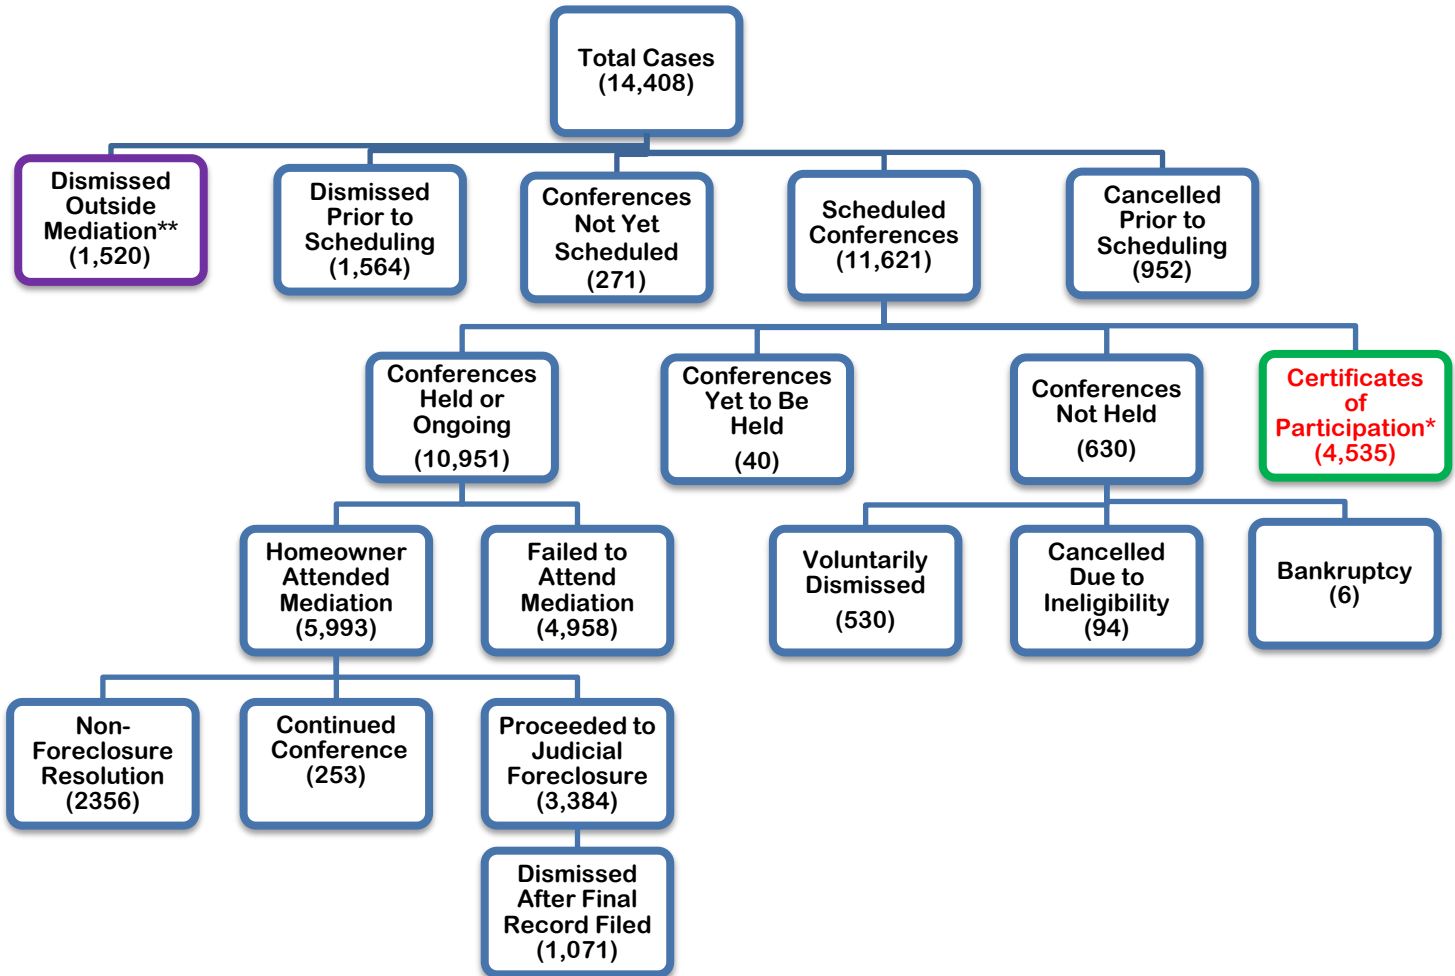 Total Cases
(14,408)
Dismissed
Outside
Mediation**
(1,520)
Dismissed
Prior to
Scheduling
(1,564)
Conferences
Not Yet
Scheduled
(271)
Scheduled
Conferences
(11,621)
Cancelled
Prior to
Scheduling
(952)
Conferences
Held or
Ongoing
(10,951)
Conferences
Yet to Be
Held
(40)
Conferences
Not Held
(630)
Certificates
of
Participation*
(4,535)
Homeowner
Attended
Mediation
(5,993)
Failed to
Attend
Mediation
(4,958)
Voluntarily
Dismissed
(530)
Cancelled
Due to
Ineligibility
(94)
Bankruptcy
(6)
Non-
Foreclosure
Resolution
(2356)
Continued
Conference
(253)
Proceeded to
Judicial
Foreclosure
(3,384)
Dismissed
After Final
Record Filed
(1,071)